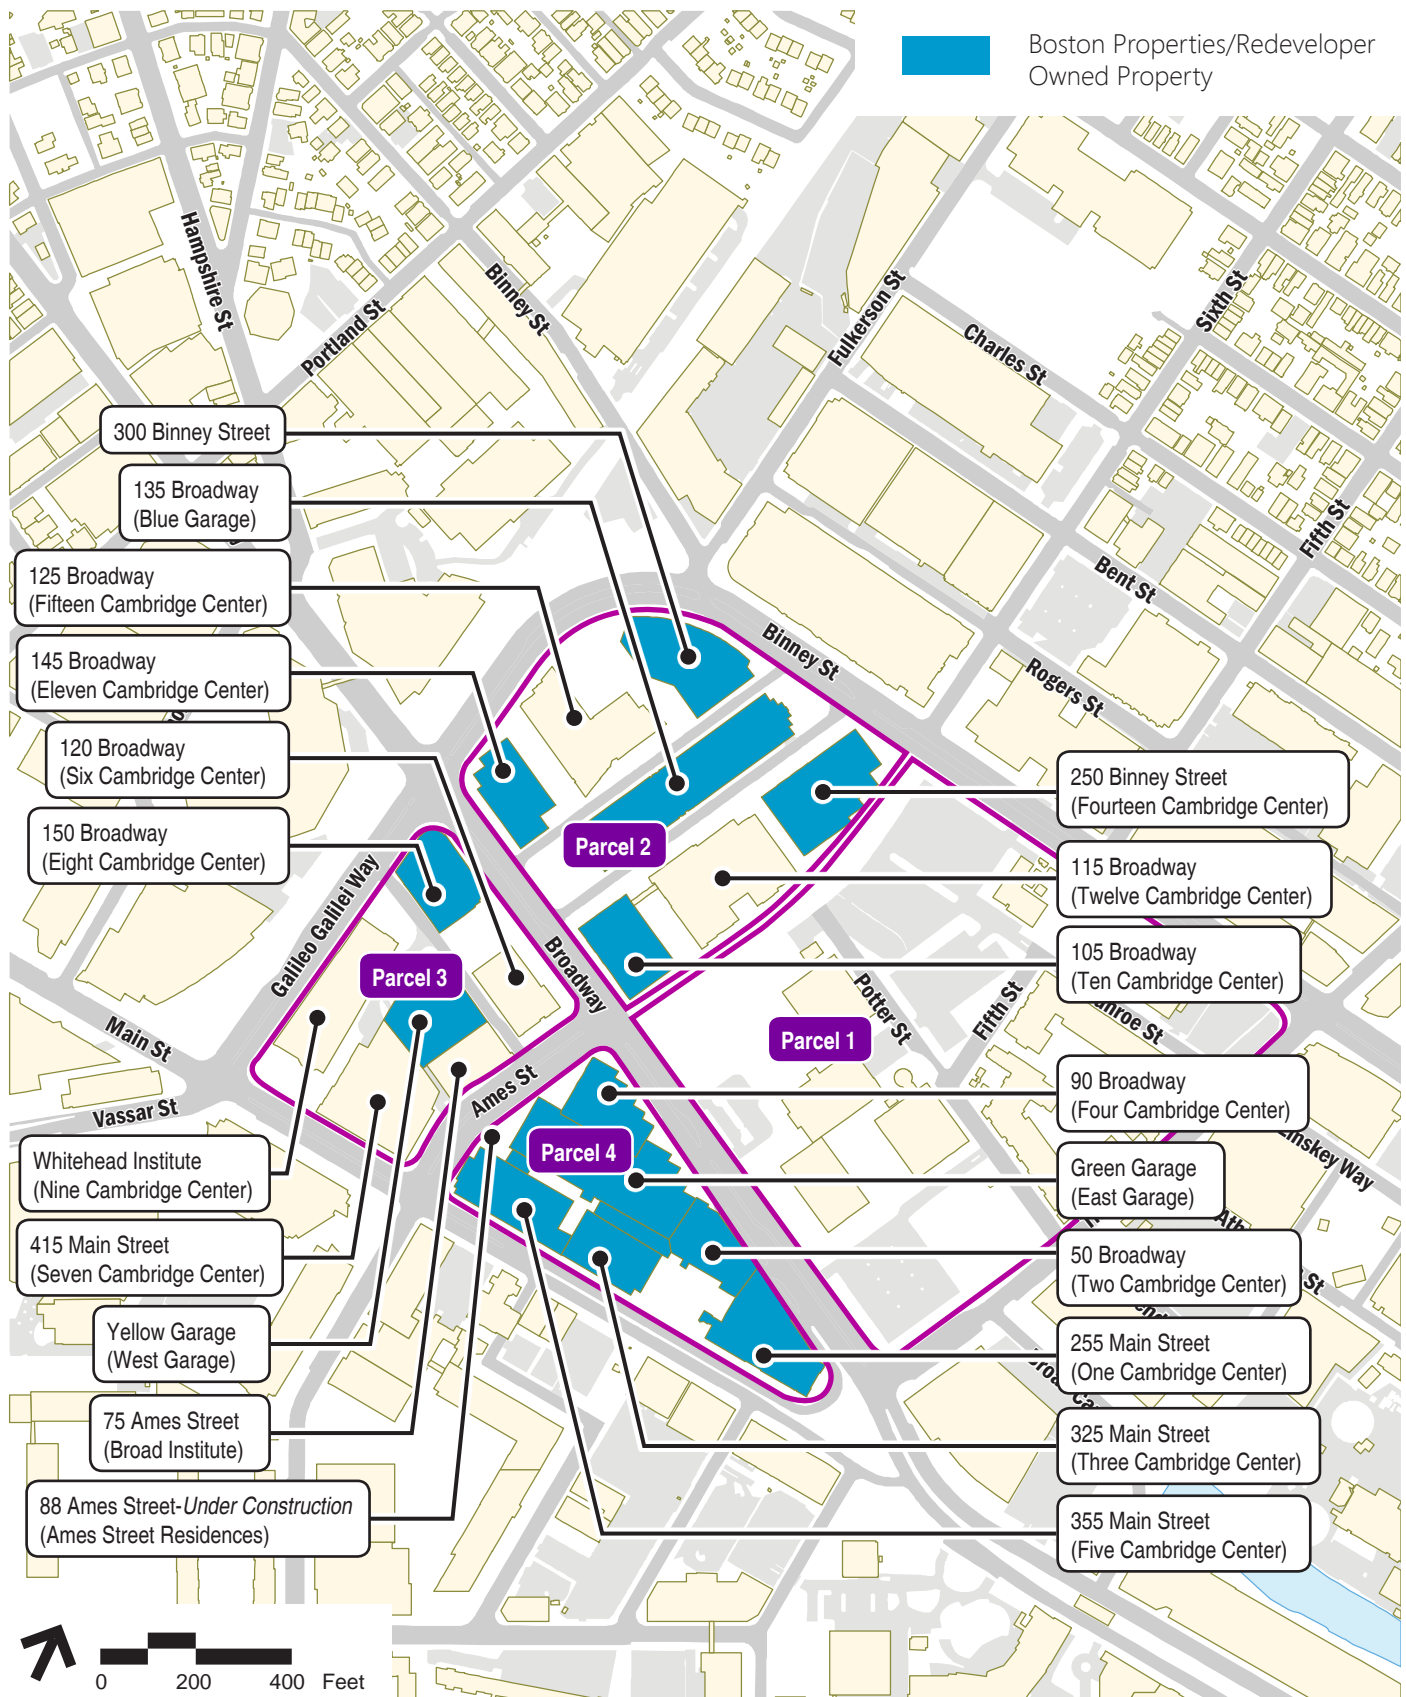 Boston Properties/Redeveloper
Owned Property
Hampshire St
Portland St
Binney St
Fulkerson St
Charles St
Sixth St
Fifth St
Bent St
Rogers St
Binney St
300 Binney Street
135 Broadway
(Blue Garage)
125 Broadway
(Fifteen Cambridge Center)
145 Broadway
(Eleven Cambridge Center)
120 Broadway
(Six Cambridge Center)
150 Broadway
(Eight Cambridge Center)
Parcel 2
250 Binney Street
(Fourteen Cambridge Center)
115 Broadway
(Twelve Cambridge Center)
105 Broadway
(Ten Cambridge Center)
Galileo Galilei Way
Parcel 3
Broadway
Potter St
Fifth St
Parcel 1
Main St
Vassar St
Ames St
Parcel 4
90 Broadway
(Four Cambridge Center)
Linskey Way
Green Garage
(East Garage)
50 Broadway
(Two Cambridge Center)
255 Main Street
(One Cambridge Center)
325 Main Street
(Three Cambridge Center)
355 Main Street
(Five Cambridge Center)
Whitehead Institute
(Nine Cambridge Center)
415 Main Street
(Seven Cambridge Center)
Yellow Garage
(West Garage)
75 Ames Street
(Broad Institute)
88 Ames Street-Under Construction
(Ames Street Residences)
0 200 400 Feet